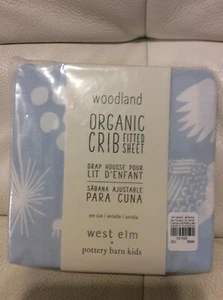 woodland
ORGANIC
CRIB FITTED SHEET
DRAP HOUSSE POUR
LIT D'ENFANT
SÁBANA AJUSTABLE
PARA CUNA
west elm
+
pottery barn kids